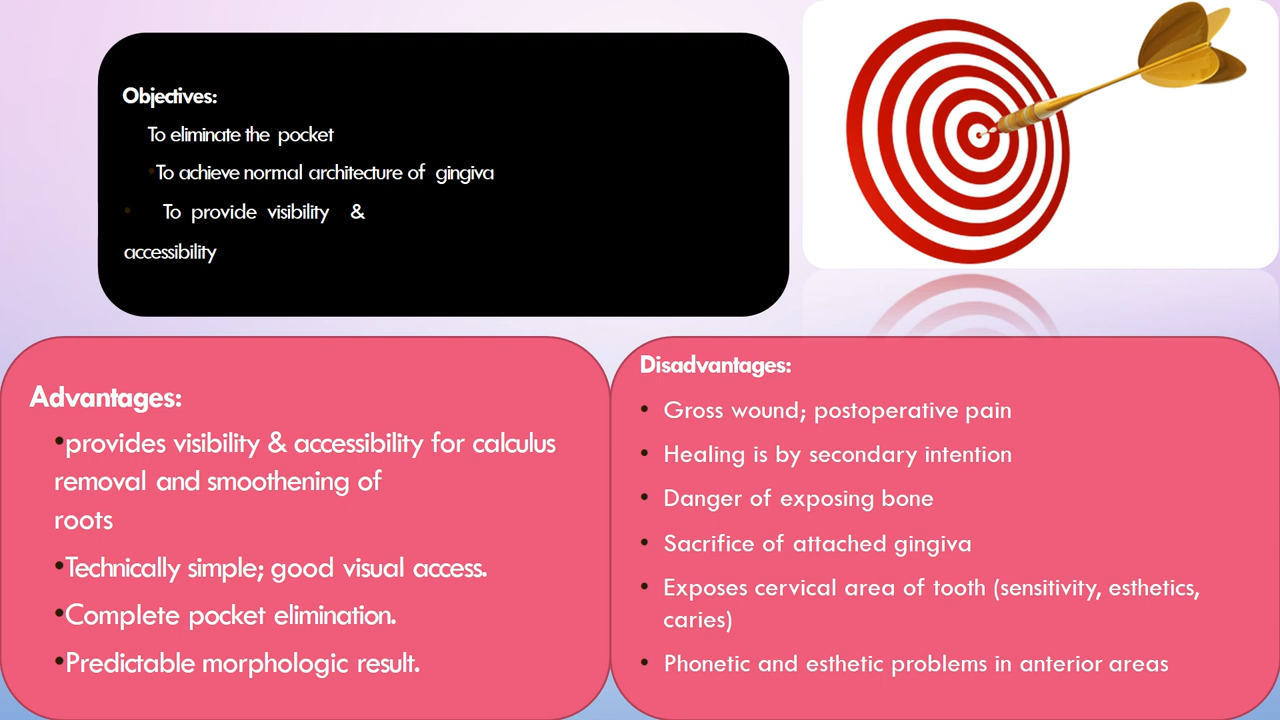 Objectives:
To eliminate the pocket
•To achieve normal architecture of gingiva
• To provide visibility &
accessibility
Advantages:
•provides visibility & accessibility for calculus
removal and smoothening of
roots
•Technically simple; good visual access.
•Complete pocket elimination.
•Predictable morphologic result.
Disadvantages:
• Gross wound; postoperative pain
• Healing is by secondary intention
• Danger of exposing bone
• Sacrifice of attached gingiva
• Exposes cervical area of tooth (sensitivity, esthetics,
caries)
• Phonetic and esthetic problems in anterior areas